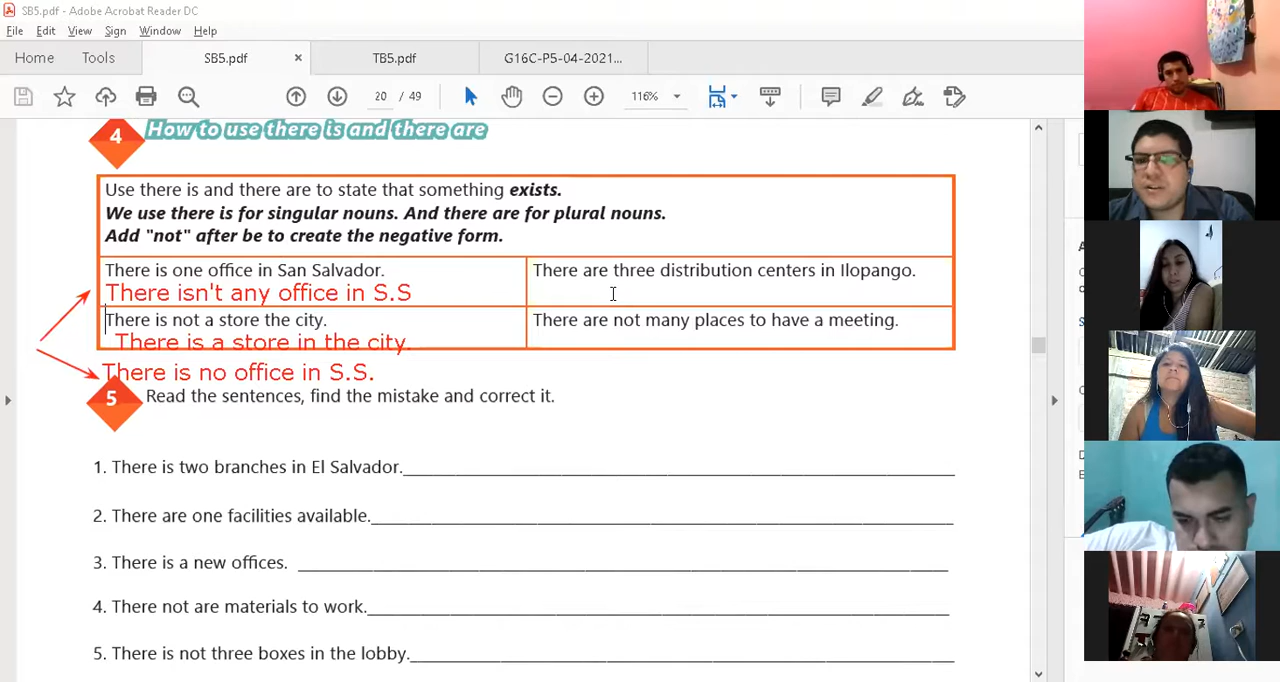 SB5.pdf - Adobe Acrobat Reader DC
File Edit View Sign Window Help
Home Tools SB5.pdf × TB5.pdf G16C-P5-04-2021...
20 / 49 116%
4 How to use there is and there are
Use there is and there are to state that something exists.
We use there is for singular nouns. And there are for plural nouns.
Add "not" after be to create the negative form.
There is one office in San Salvador.
There isn't any office in S.S
There are three distribution centers in Ilopango.
There is not a store the city.
There is a store in the city.
There are not many places to have a meeting.
There is no office in S.S.
5 Read the sentences, find the mistake and correct it.
1. There is two branches in El Salvador.
2. There are one facilities available.
3. There is a new offices.
4. There not are materials to work.
5. There is not three boxes in the lobby.